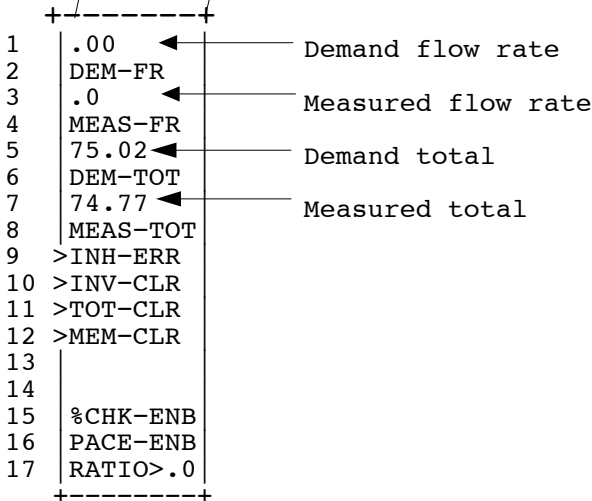 +--------+
1 |.00 Demand flow rate
2 |DEM-FR |
3 |.0 Measured flow rate
4 |MEAS-FR |
5 |75.02 Demand total
6 |DEM-TOT |
7 |74.77 Measured total
8 |MEAS-TOT|
9 >INH-ERR |
10 >INV-CLR |
11 >TOT-CLR |
12 >MEM-CLR |
13 | |
14 | |
15 |%CHK-ENB|
16 |PACE-ENB|
17 |RATIO>.0|
+--------+